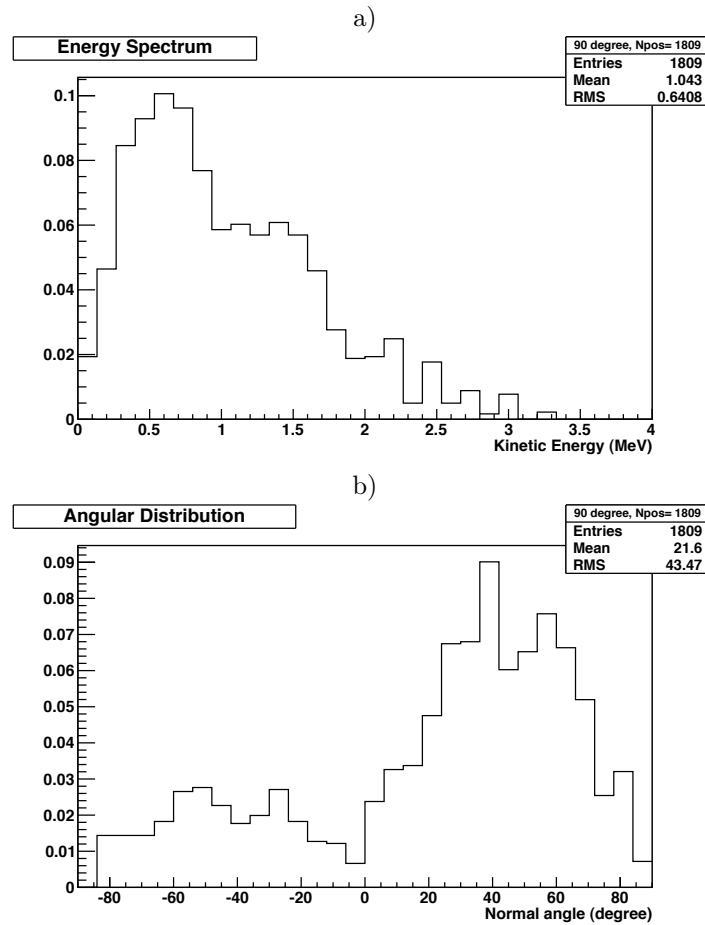 a)
Energy Spectrum
90 degree, Npos= 1809
Entries 1809
Mean 1.043
RMS 0.6408
0.1
0.08
0.06
0.04
0.02
0
0 0.5 1 1.5 2 2.5 3 3.5 4
Kinetic Energy (MeV)
b)
Angular Distribution
90 degree, Npos= 1809
Entries 1809
Mean 21.6
RMS 43.47
0.09
0.08
0.07
0.06
0.05
0.04
0.03
0.02
0.01
0
-80 -60 -40 -20 0 20 40 60 80
Normal angle (degree)